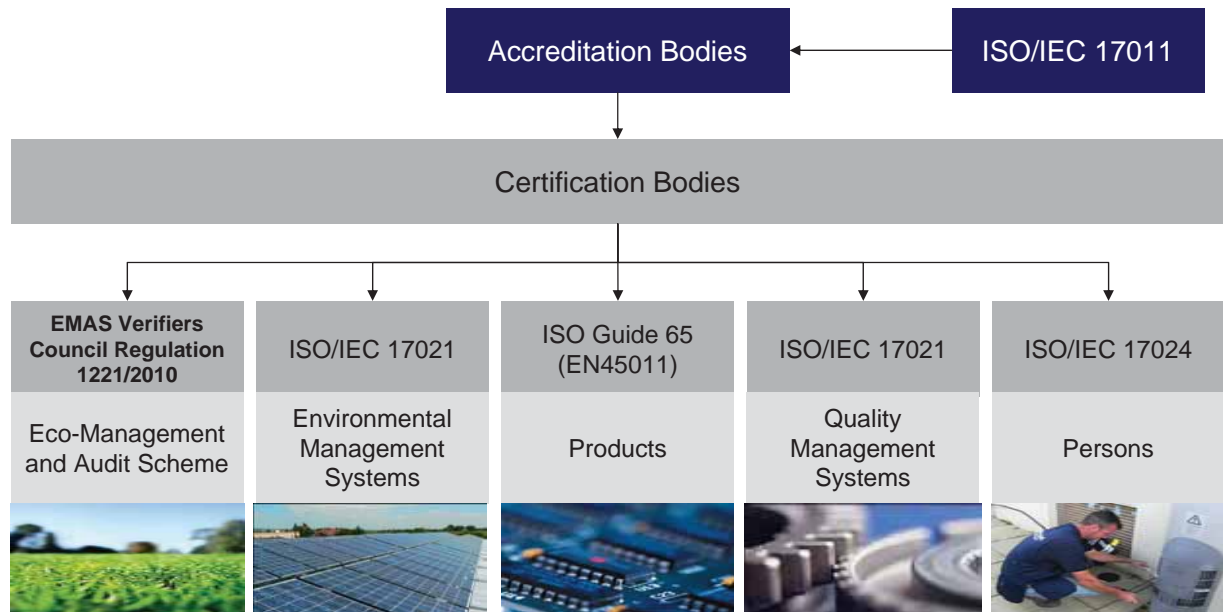 Accreditation Bodies
ISO/IEC 17011
Certification Bodies
EMAS Verifiers
Council Regulation
1221/2010
ISO/IEC 17021
ISO Guide 65
(EN45011)
ISO/IEC 17021
ISO/IEC 17024
Eco-Management
and Audit Scheme
Environmental
Management
Systems
Products
Quality
Management
Systems
Persons